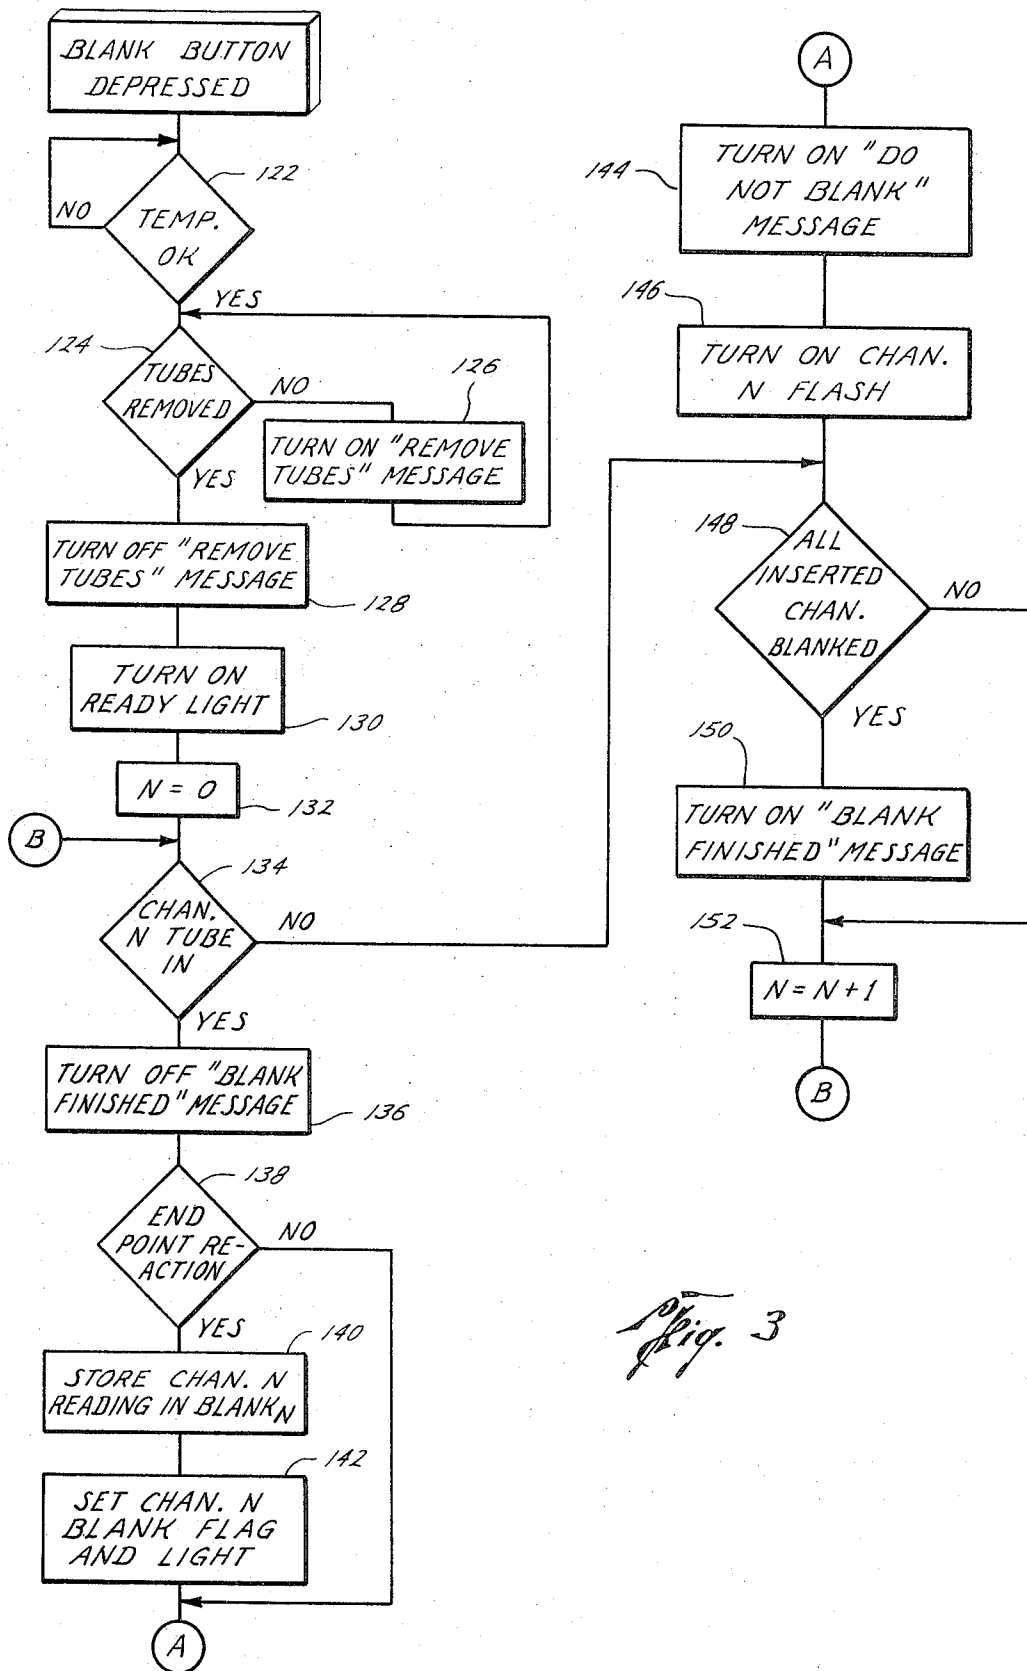 BLANK BUTTON
DEPRESSED
122
NO
TEMP.
OK
YES
124
TUBES
REMOVED
NO
126
TURN ON "REMOVE
TUBES" MESSAGE
YES
TURN OFF "REMOVE
TUBES" MESSAGE
128
TURN ON
READY LIGHT
130
N = 0
132
B
134
CHAN.
N TUBE
IN
NO
YES
TURN OFF "BLANK
FINISHED" MESSAGE
136
138
END
POINT RE-
ACTION
NO
YES
140
STORE CHAN. N
READING IN BLANK N
142
SET CHAN. N
BLANK FLAG
AND LIGHT
A
A
144
TURN ON "DO
NOT BLANK"
MESSAGE
146
TURN ON CHAN.
N FLASH
148
ALL
INSERTED
CHAN.
BLANKED
NO
YES
150
TURN ON "BLANK
FINISHED" MESSAGE
152
N = N + 1
B
Fig. 3